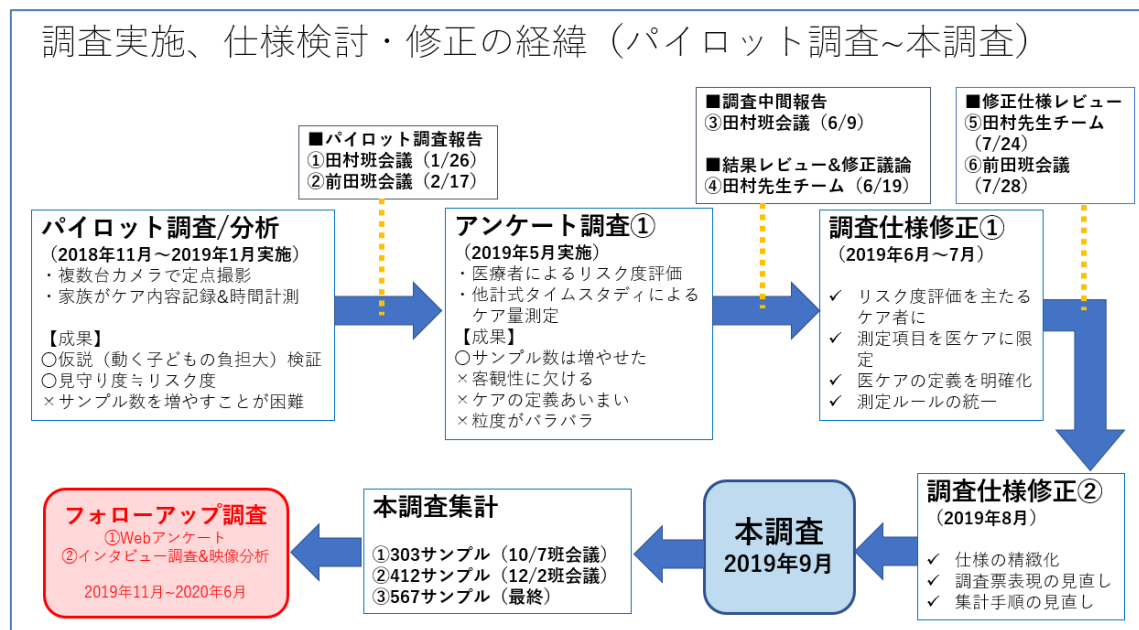 調査実施、仕様検討・修正の経緯（パイロット調査~本調査）
■パイロット調査報告
①田村班会議（1/26）
②前田班会議（2/17）
■調査中間報告
③田村班会議（6/9）
■結果レビュー&修正議論
④田村先生チーム（6/19）
■修正仕様レビュー
⑤田村先生チーム
(7/24)
⑥前田班会議
(7/28)
パイロット調査/分析
（2018年11月～2019年1月実施）
・複数台カメラで定点撮影
・家族がケア内容記録&時間計測
【成果】
〇仮説（動く子どもの負担大）検証
〇見守り度≒リスク度
×サンプル数を増やすことが困難
アンケート調査①
（2019年5月実施）
・医療者によるリスク度評価
・他計式タイムスタディによる
ケア量測定
【成果】
〇サンプル数は増やせた
×客観性に欠ける
×ケアの定義あいまい
×粒度がバラバラ
調査仕様修正①
（2019年6月～7月）
✓ リスク度評価を主たる
ケア者に
✓ 測定項目を医ケアに限
定
✓ 医ケアの定義を明確化
✓ 測定ルールの統一
調査仕様修正②
（2019年8月）
✓ 仕様の精緻化
✓ 調査票表現の見直し
✓ 集計手順の見直し
本調査
2019年9月
本調査集計
①303サンプル（10/7班会議）
②412サンプル（12/2班会議）
③567サンプル（最終）
フォローアップ調査
①Webアンケート
②インタビュー調査&映像分析
2019年11月~2020年6月